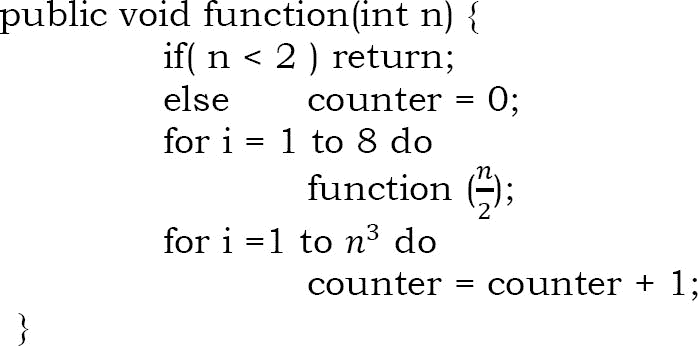 public void function(int n) {
if( n < 2 ) return;
else counter = 0;
for i = 1 to 8 do
function (n/2);
for i =1 to n³ do
counter = counter + 1;
}